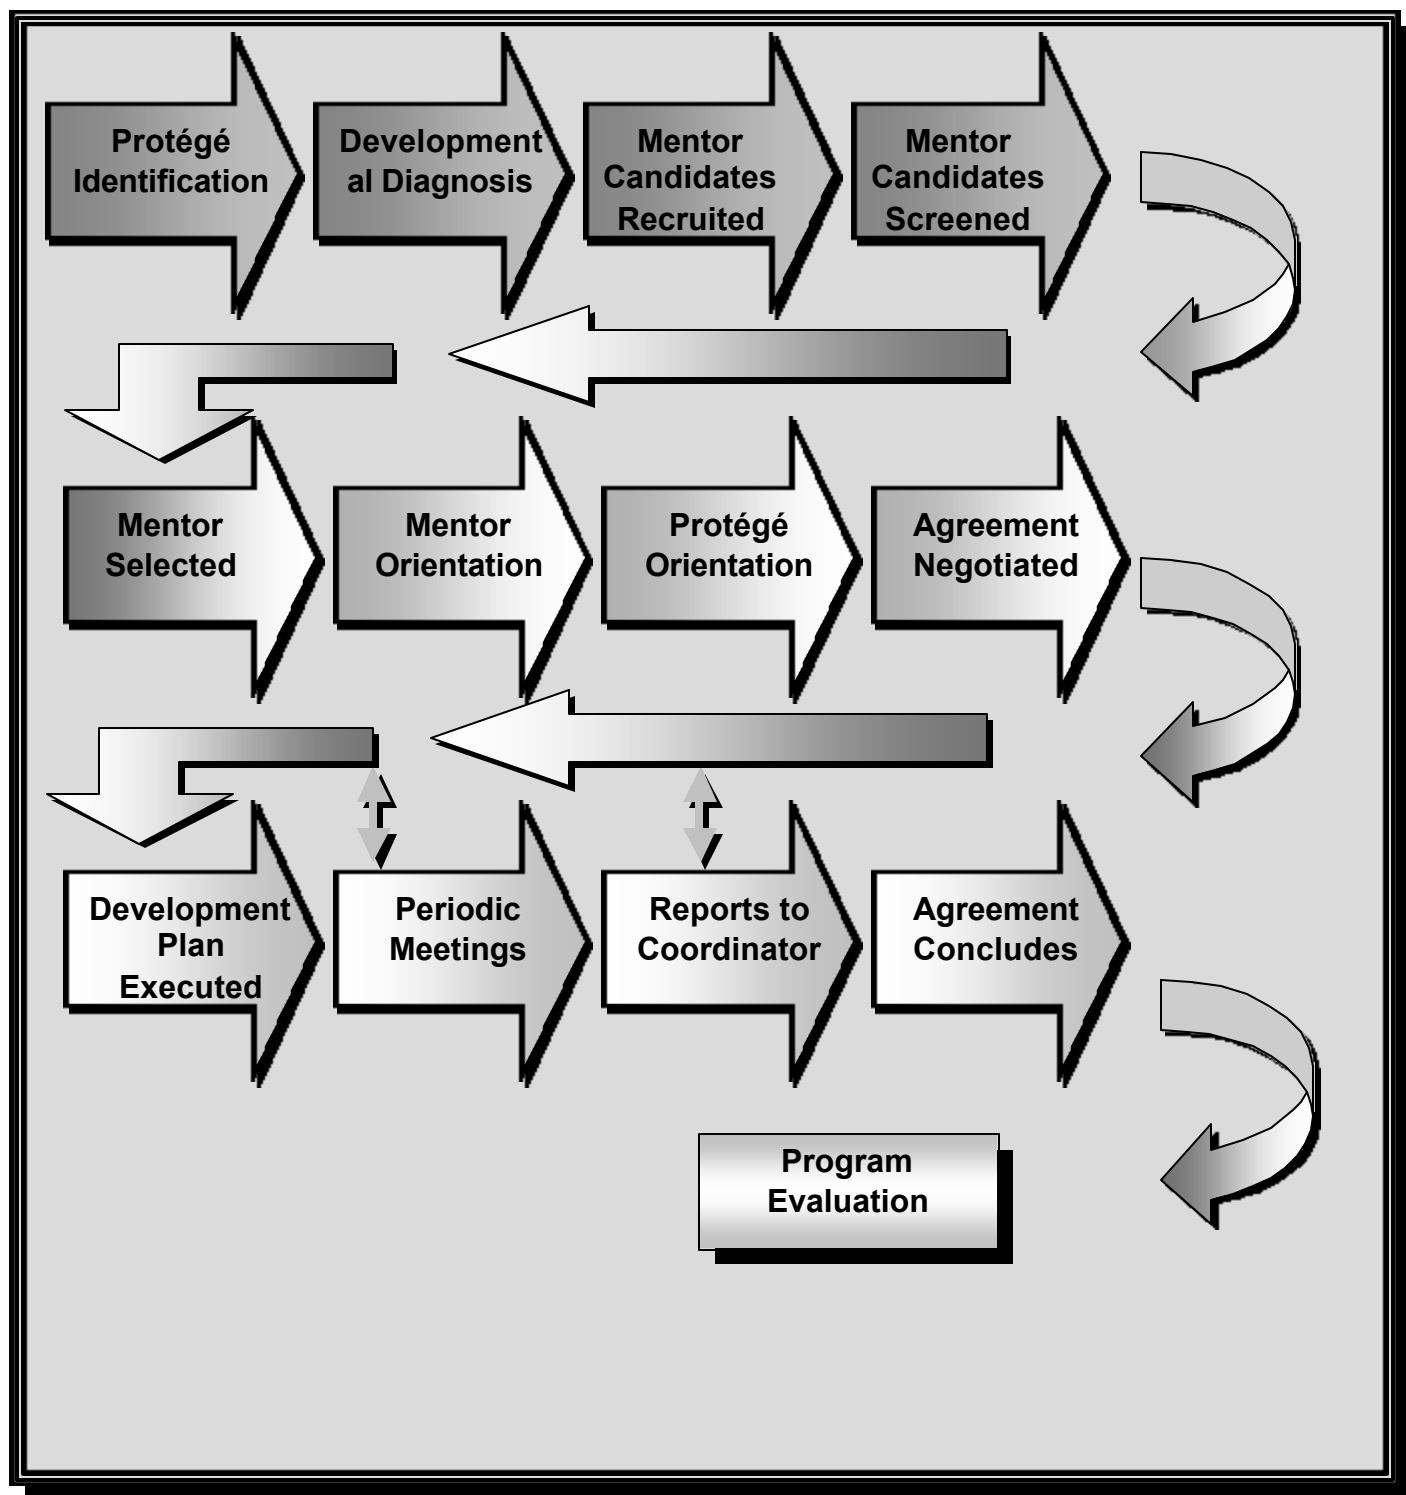 Protégé
Identification
Development
al Diagnosis
Mentor
Candidates
Recruited
Mentor
Candidates
Screened
Mentor
Selected
Mentor
Orientation
Protégé
Orientation
Agreement
Negotiated
Development
Plan
Executed
Periodic
Meetings
Reports to
Coordinator
Agreement
Concludes
Program
Evaluation